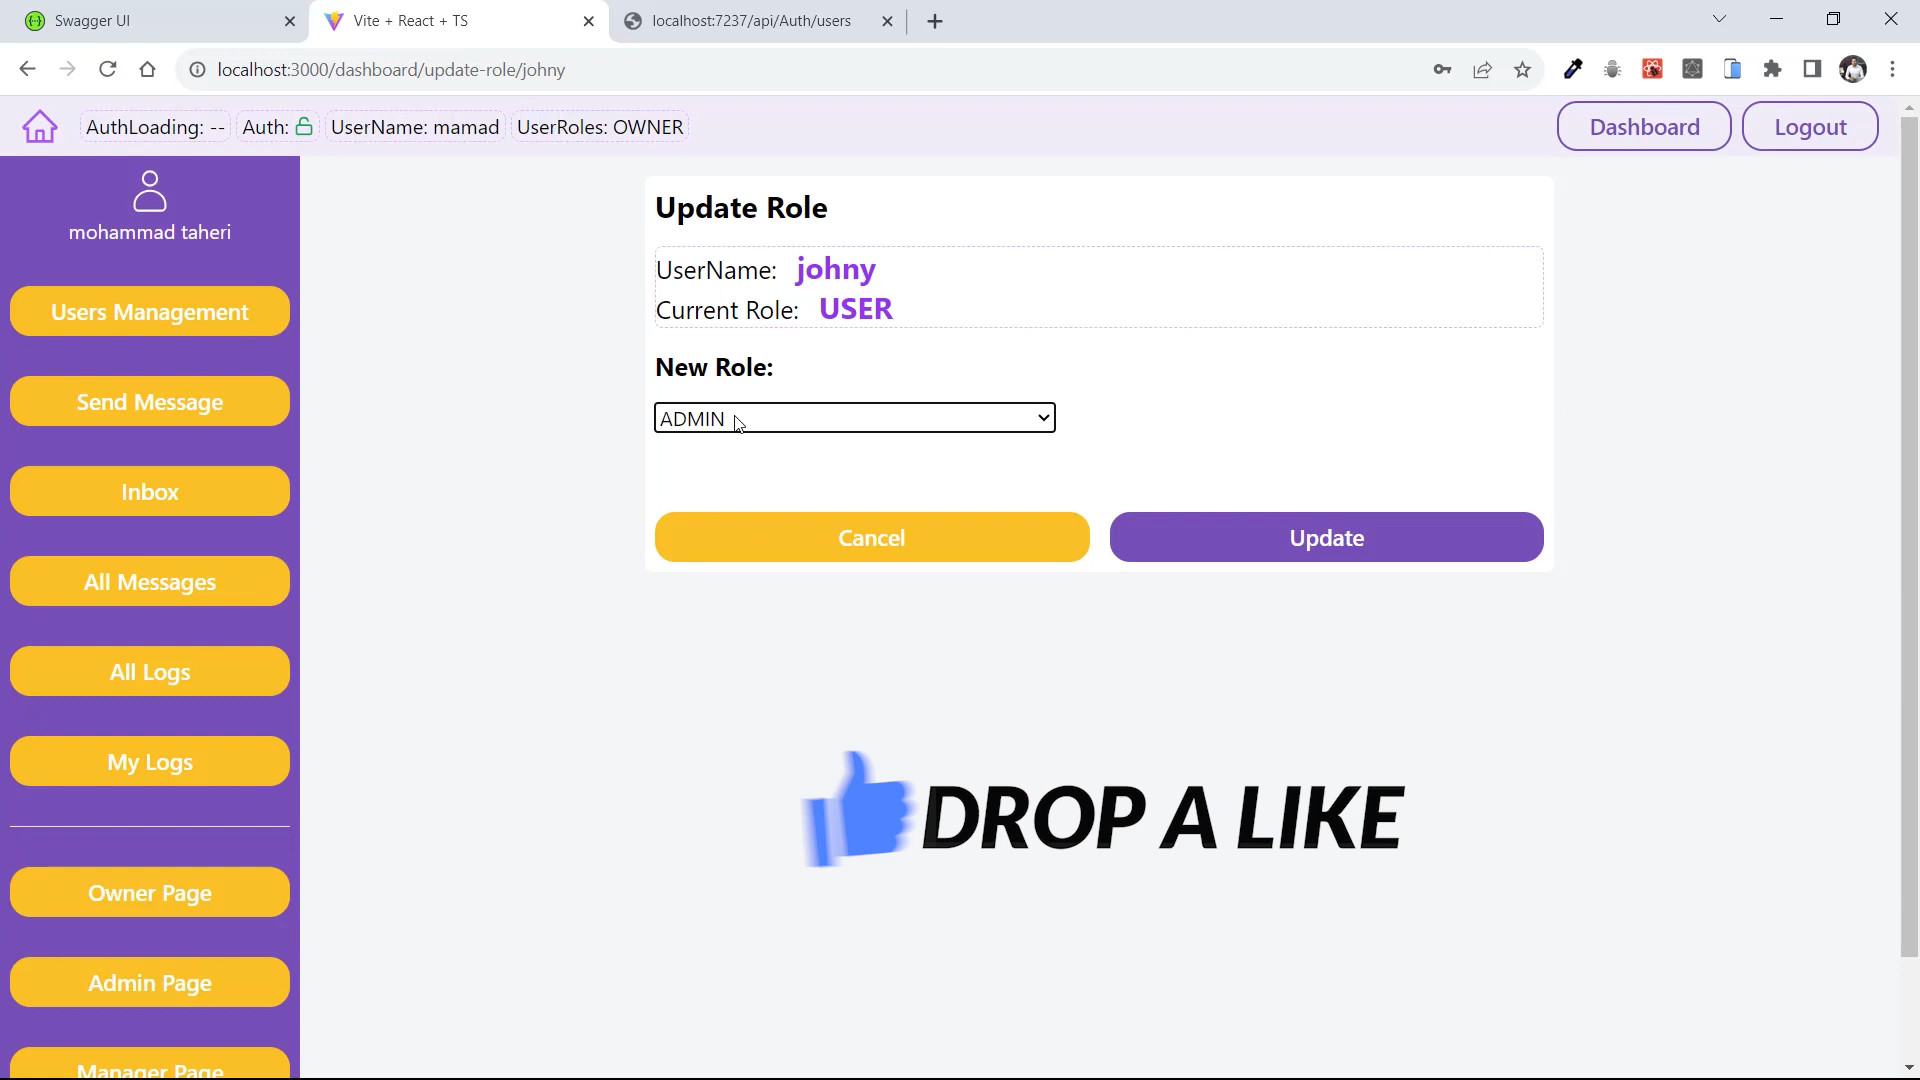 Swagger UI
Vite + React + TS
localhost:7237/api/Auth/users
localhost:3000/dashboard/update-role/johny
AuthLoading: -- Auth: UserName: mamad UserRoles: OWNER
Dashboard Logout
mohammad taheri
Users Management
Send Message
Inbox
All Messages
All Logs
My Logs
Owner Page
Admin Page
Manager Page
Update Role
UserName: johny
Current Role: USER
New Role:
ADMIN
Cancel Update
DROP A LIKE